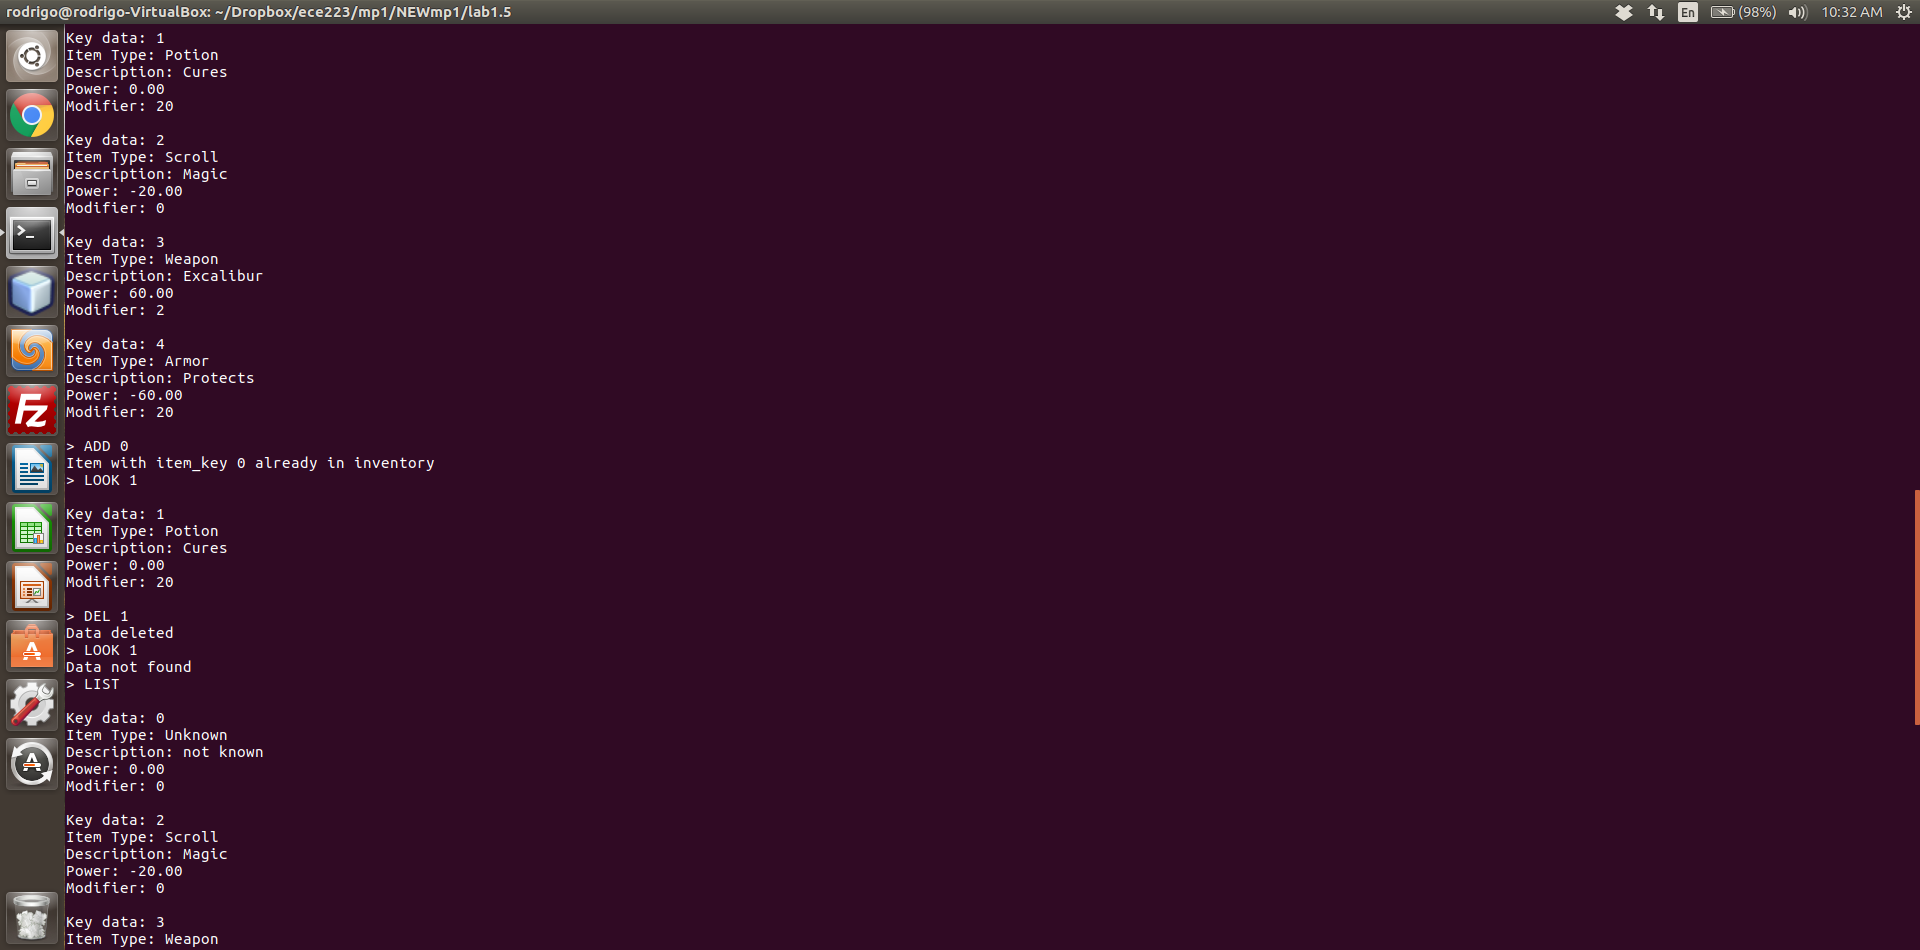 rodrigo@rodrigo-VirtualBox: ~/Dropbox/ece223/mp1/NEWmp1/lab1.5
En
(98%)
10:32 AM
Key data: 1
Item Type: Potion
Description: Cures
Power: 0.00
Modifier: 20
Key data: 2
Item Type: Scroll
Description: Magic
Power: -20.00
Modifier: 0
Key data: 3
Item Type: Weapon
Description: Excalibur
Power: 60.00
Modifier: 2
Key data: 4
Item Type: Armor
Description: Protects
Power: -60.00
Modifier: 20
> ADD 0
Item with item_key 0 already in inventory
> LOOK 1
Key data: 1
Item Type: Potion
Description: Cures
Power: 0.00
Modifier: 20
> DEL 1
Data deleted
> LOOK 1
Data not found
> LIST
Key data: 0
Item Type: Unknown
Description: not known
Power: 0.00
Modifier: 0
Key data: 2
Item Type: Scroll
Description: Magic
Power: -20.00
Modifier: 0
Key data: 3
Item Type: Weapon